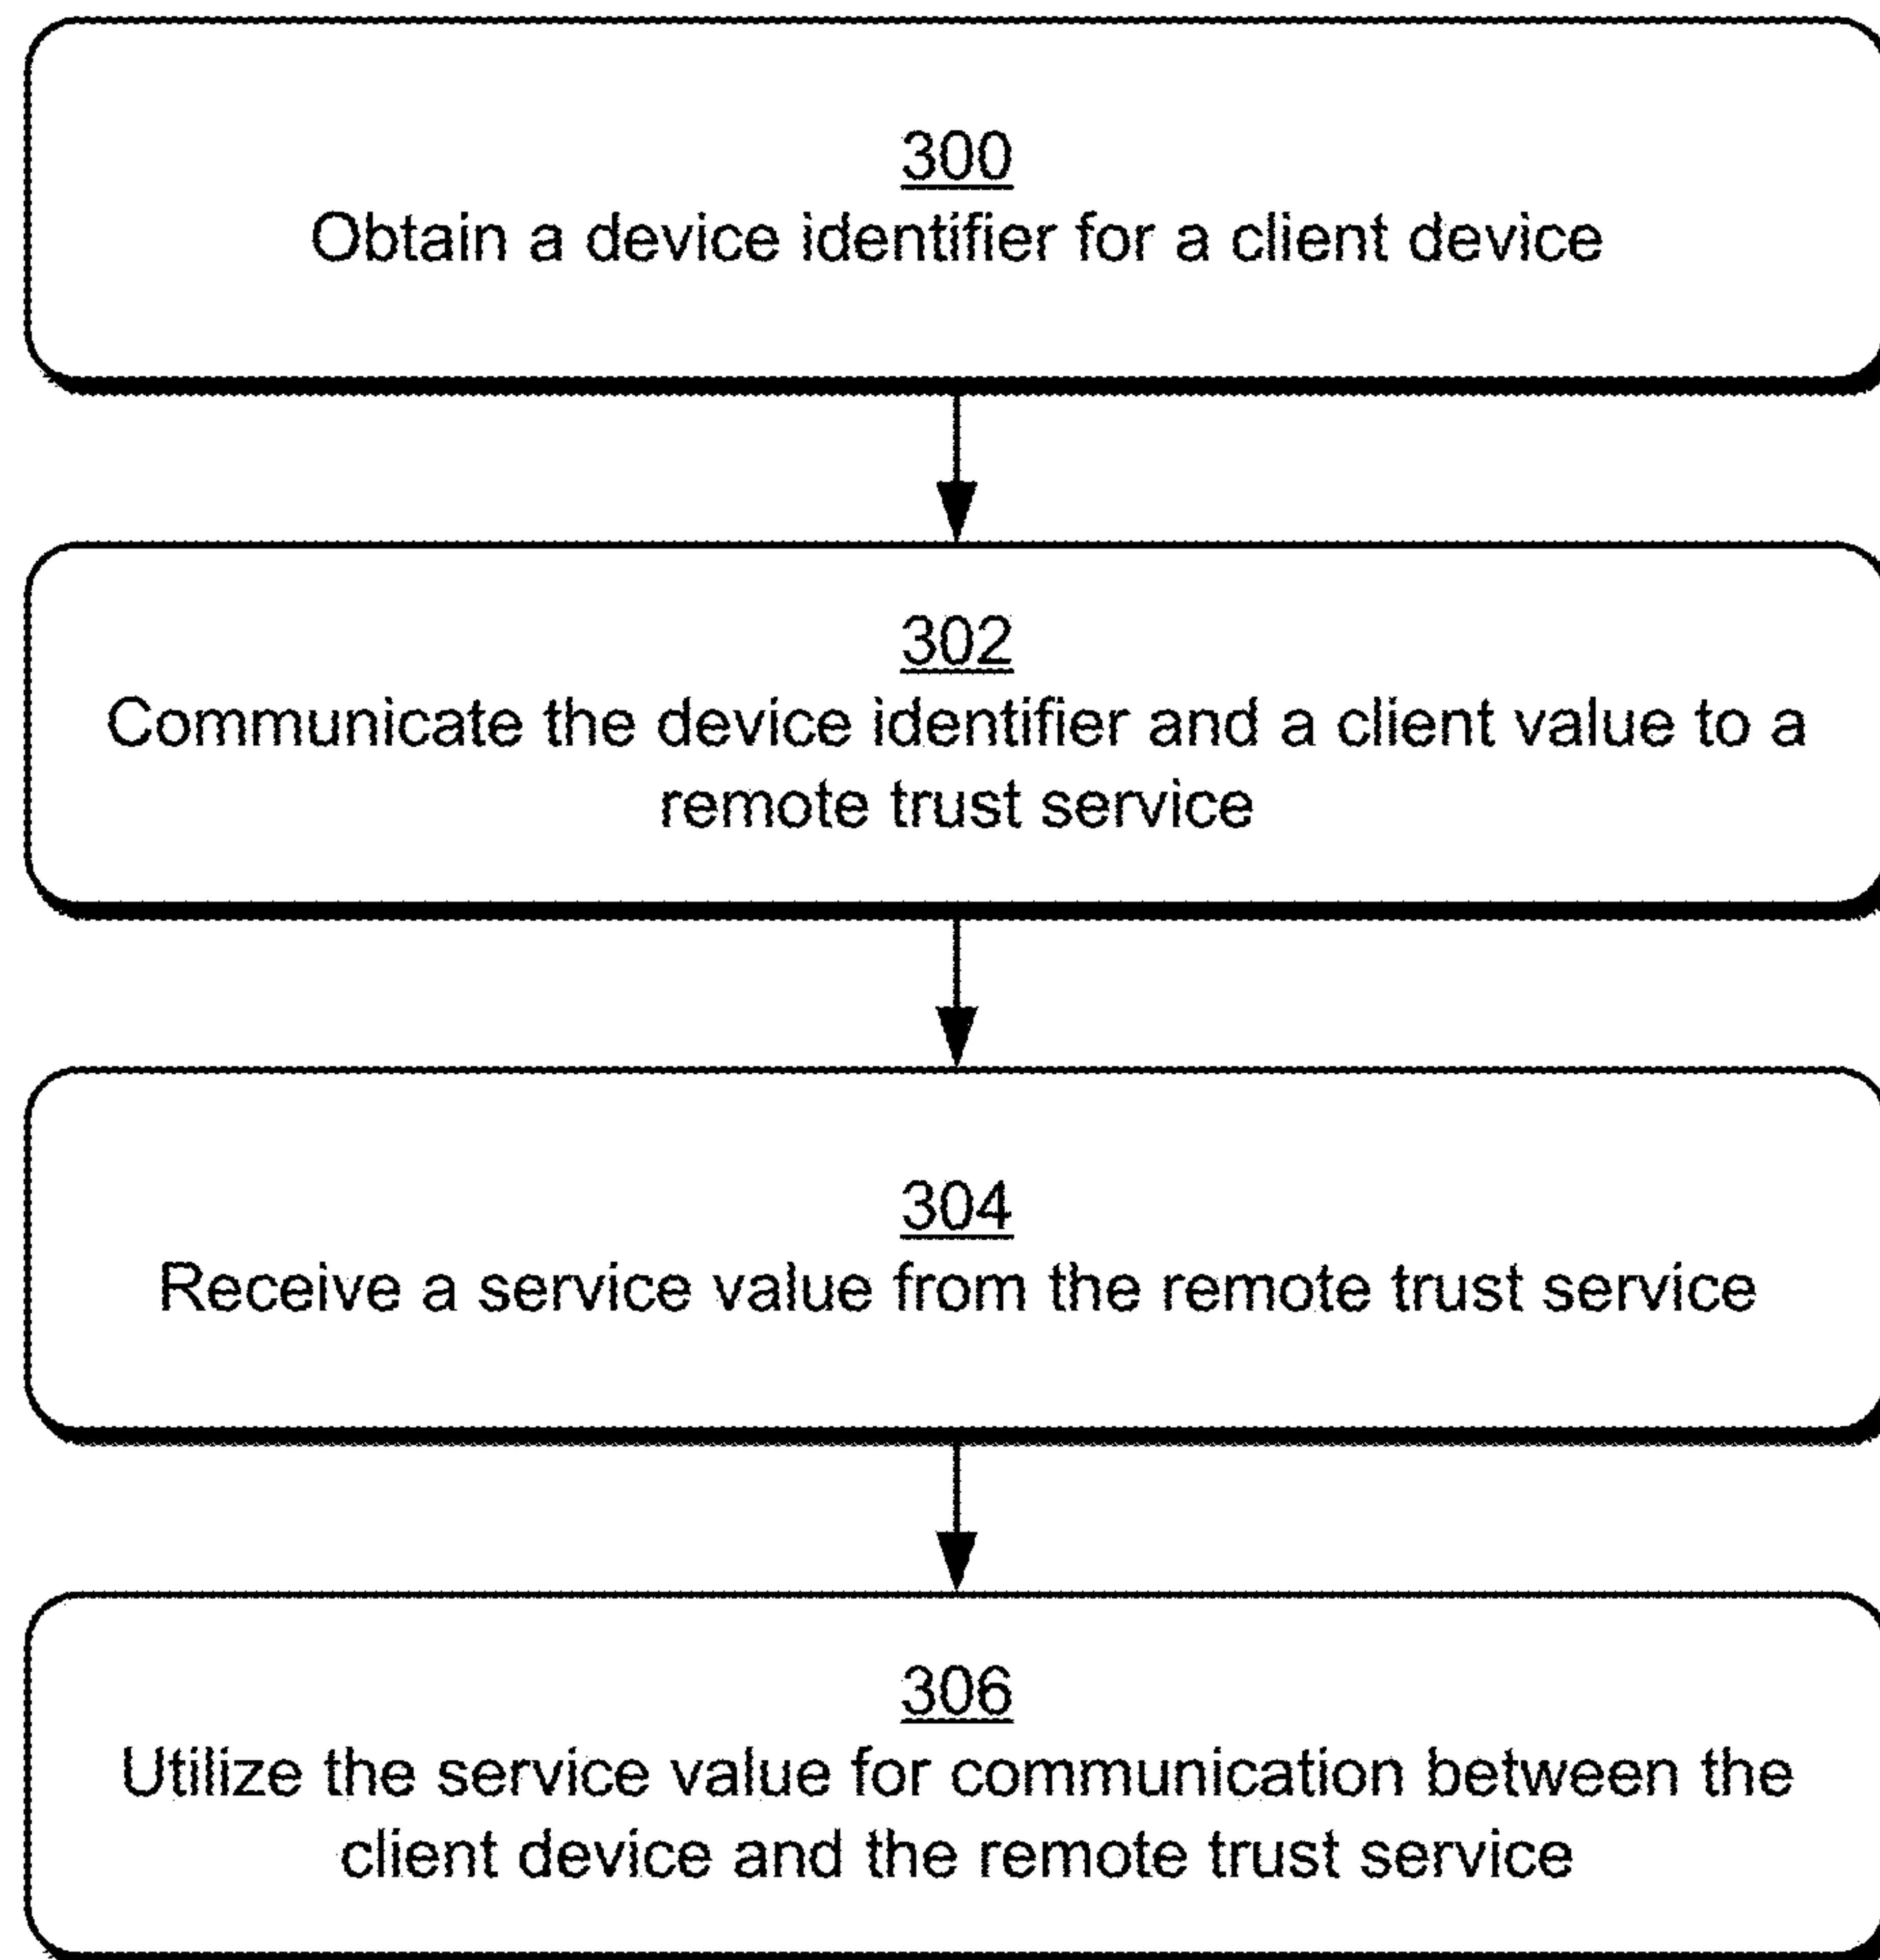 300
Obtain a device identifier for a client device
302
Communicate the device identifier and a client value to a
remote trust service
304
Receive a service value from the remote trust service
306
Utilize the service value for communication between the
client device and the remote trust service